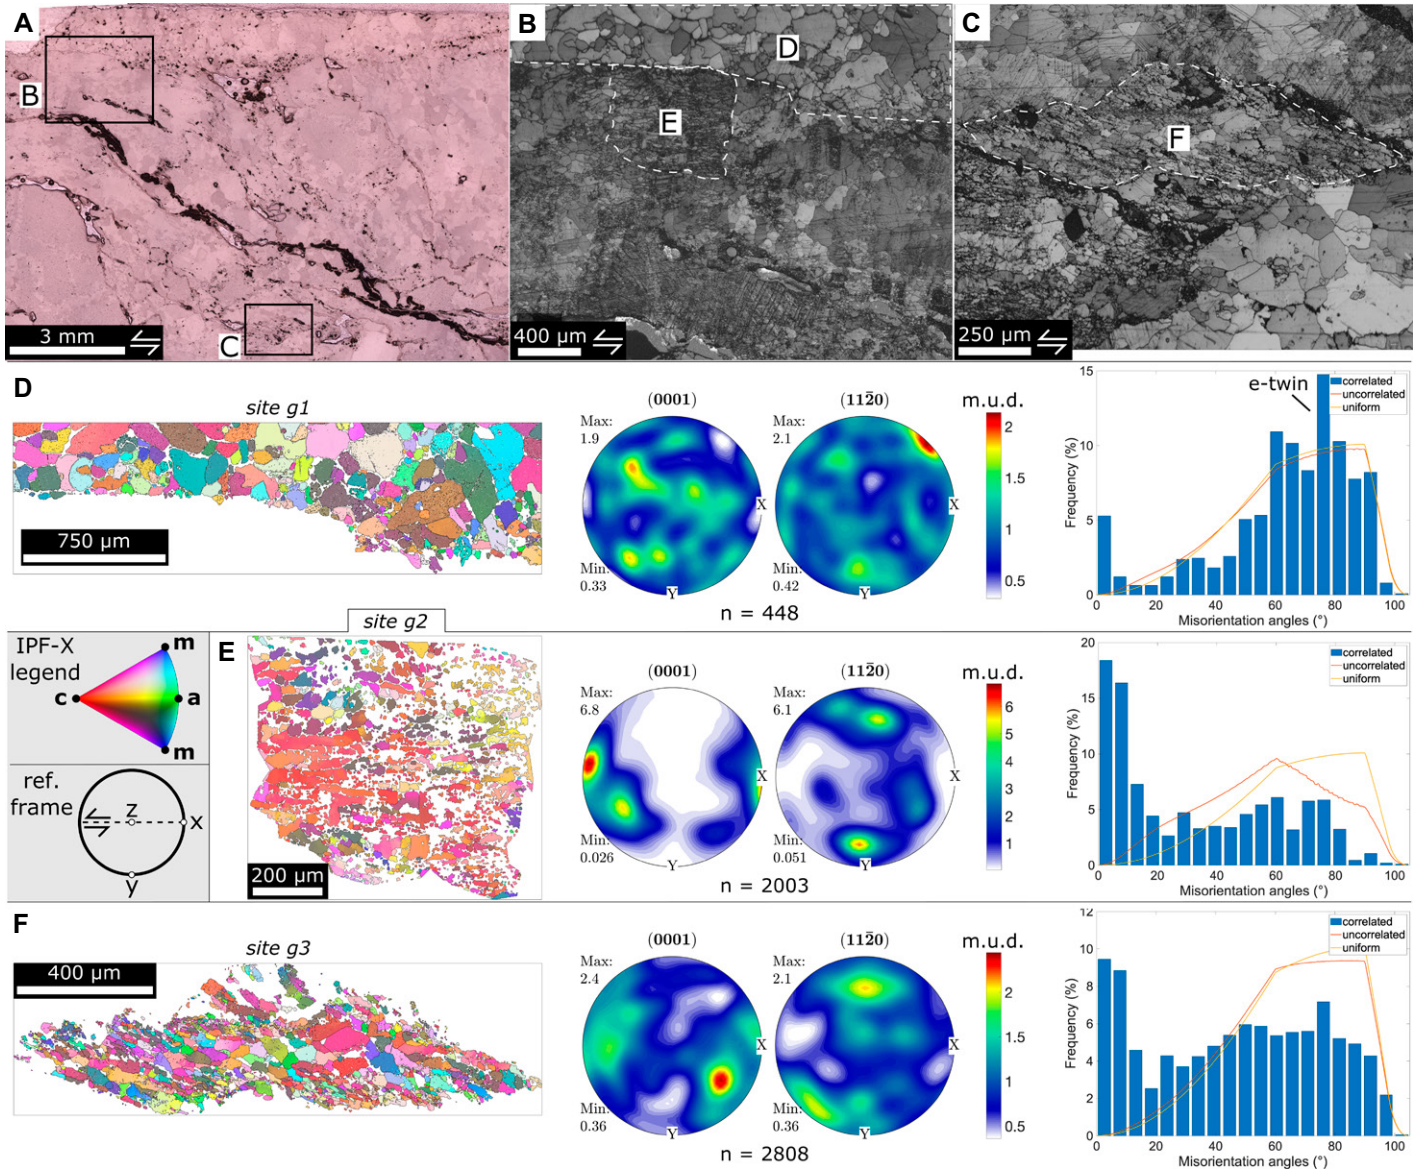 A
B
C
3 mm
B
D
E
400 µm
C
F
250 µm
D
site g1
750 µm
(0001)
Max:
1.9
Min:
0.33
X
Y
(112̄0)
Max:
2.1
Min:
0.42
X
Y
n = 448
m.u.d.
2
1.5
1
0.5
e-twin
correlated
uncorrelated
uniform
Frequency (%)
15
10
5
0
0 20 40 60 80 100
Misorientation angles (°)
IPF-X
legend
m
c
a
m
ref.
frame
z
x
y
E
site g2
200 µm
(0001)
Max:
6.8
Min:
0.026
X
Y
(112̄0)
Max:
6.1
Min:
0.051
X
Y
n = 2003
m.u.d.
6
5
4
3
2
1
correlated
uncorrelated
uniform
Frequency (%)
20
15
10
5
0
0 20 40 60 80 100
Misorientation angles (°)
F
site g3
400 µm
(0001)
Max:
2.4
Min:
0.36
X
Y
(112̄0)
Max:
2.1
Min:
0.36
X
Y
n = 2808
m.u.d.
2
1.5
1
0.5
correlated
uncorrelated
uniform
Frequency (%)
12
10
8
6
4
2
0
0 20 40 60 80 100
Misorientation angles (°)